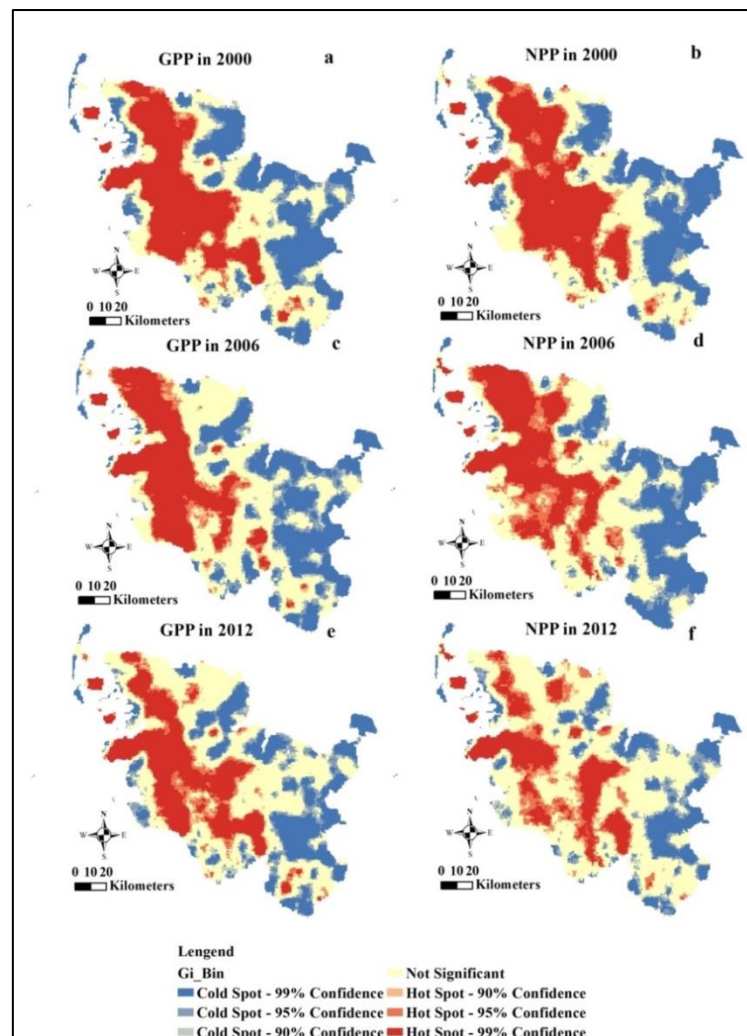 GPP in 2000 a
NPP in 2000 b
N
W E
S
0 10 20
Kilometers
N
W E
S
0 10 20
Kilometers
GPP in 2006 c
NPP in 2006 d
N
W E
S
0 10 20
Kilometers
N
W E
S
0 10 20
Kilometers
GPP in 2012 e
NPP in 2012 f
N
W E
S
0 10 20
Kilometers
N
W E
S
0 10 20
Kilometers
Lengend
Gi_Bin Not Significant
Cold Spot - 99% Confidence Hot Spot - 90% Confidence
Cold Spot - 95% Confidence Hot Spot - 95% Confidence
Cold Spot - 90% Confidence Hot Spot - 99% Confidence